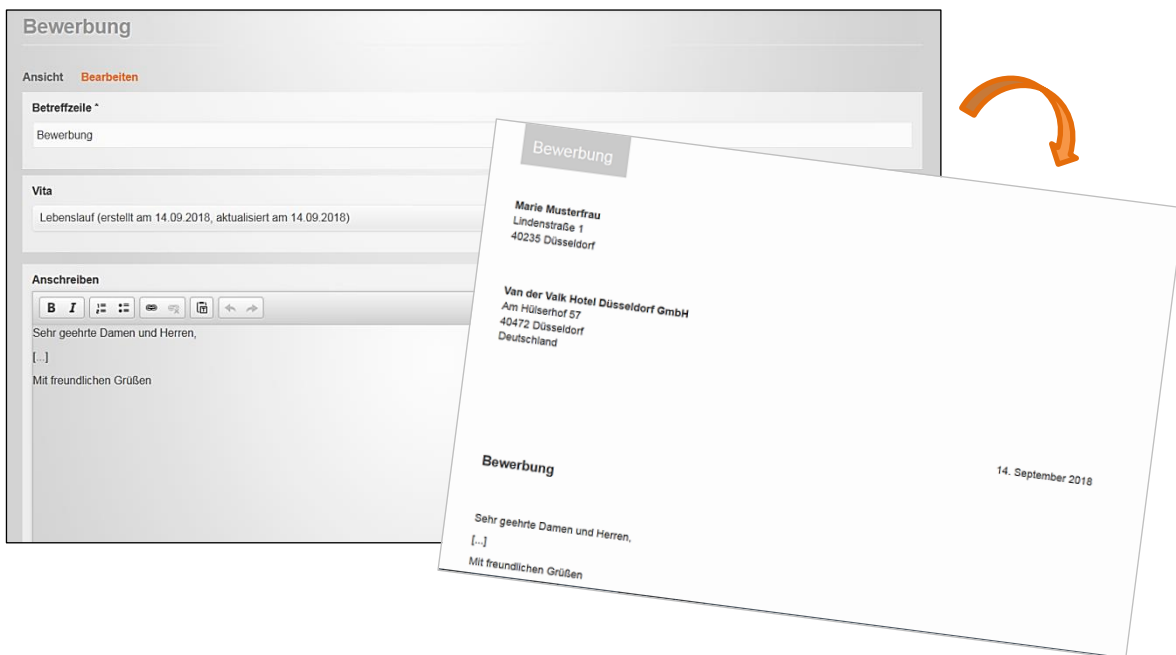 Bewerbung
Ansicht Bearbeiten
Betreffzeile *
Bewerbung
Vita
Lebenslauf (erstellt am 14.09.2018, aktualisiert am 14.09.2018)
Anschreiben
B I
Sehr geehrte Damen und Herren,
[...]
Mit freundlichen Grüßen
Bewerbung
Marie Musterfrau
Lindenstraße 1
40235 Düsseldorf
Van der Valk Hotel Düsseldorf GmbH
Am Hülserhof 57
40472 Düsseldorf
Deutschland
Bewerbung
14. September 2018
Sehr geehrte Damen und Herren,
[...]
Mit freundlichen Grüßen